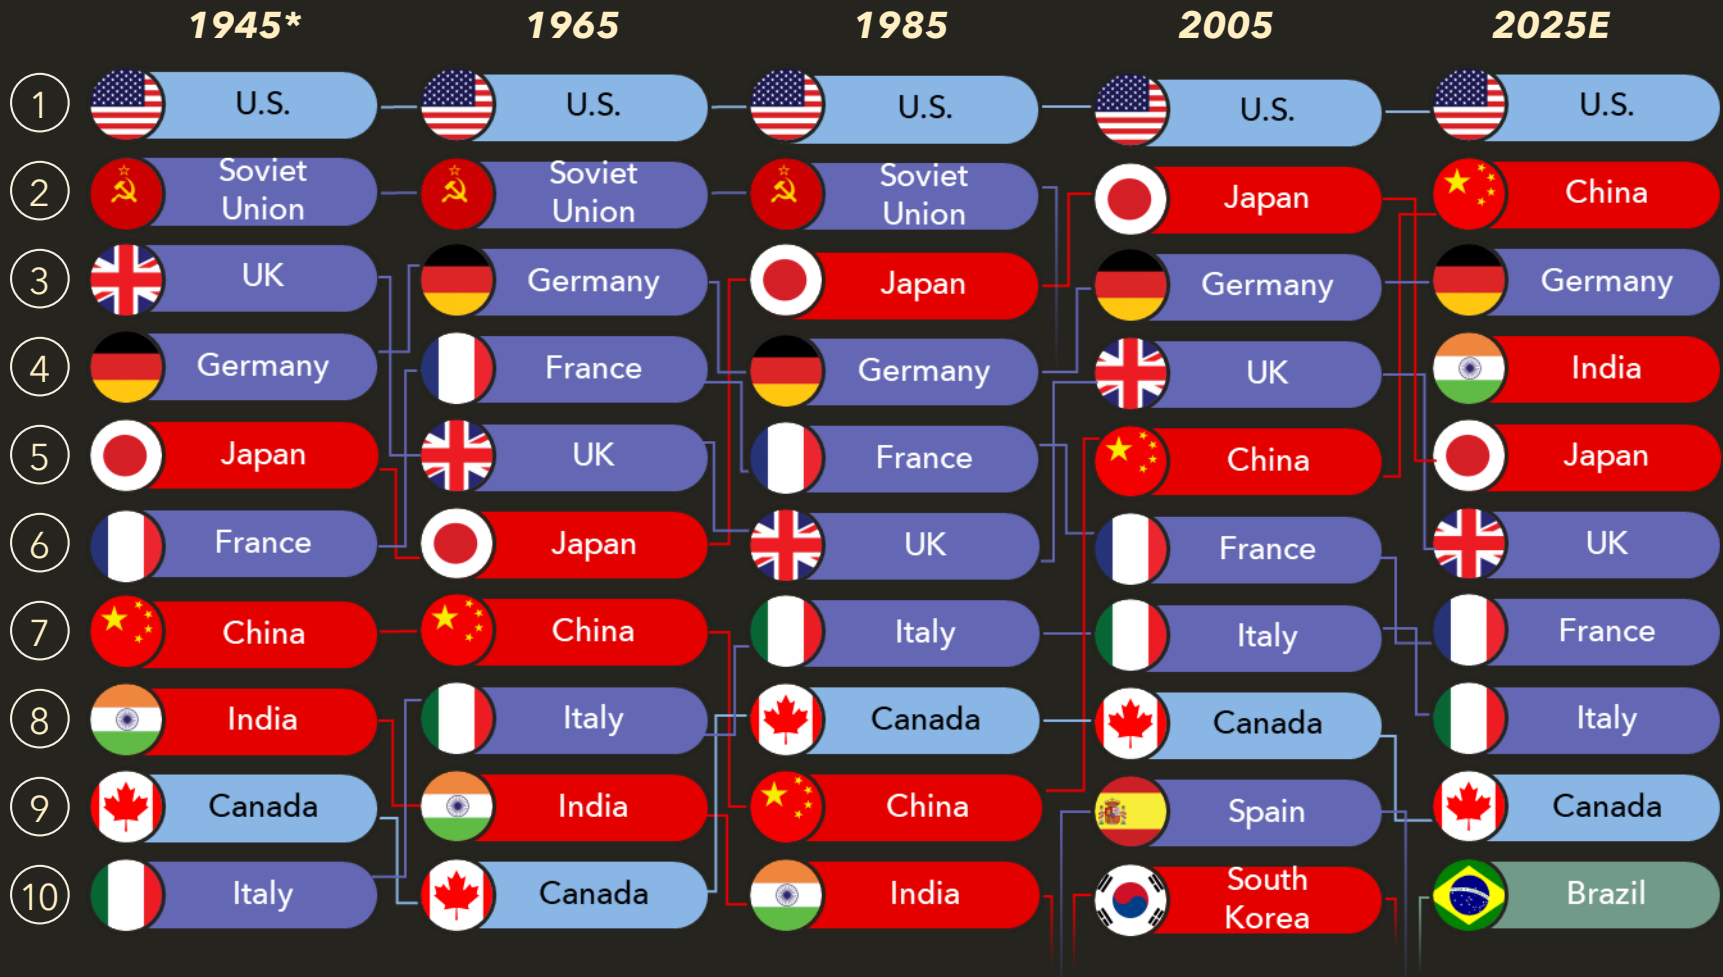 1945* 1965 1985 2005 2025E
1 U.S. U.S. U.S. U.S. U.S.
2 Soviet Union Soviet Union Soviet Union Japan China
3 UK Germany Japan Germany Germany
4 Germany France Germany UK India
5 Japan UK France China Japan
6 France Japan UK France UK
7 China China Italy Italy France
8 India Italy Canada Canada Italy
9 Canada India China Spain Canada
10 Italy Canada India South Korea Brazil